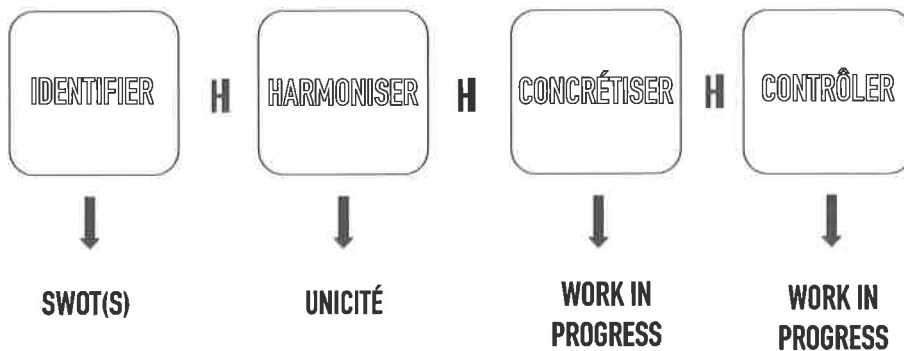 IDENTIFIER H HARMONISER H CONCRÉTISER H CONTRÔLER
SWOT(S) UNICITÉ WORK IN PROGRESS WORK IN PROGRESS